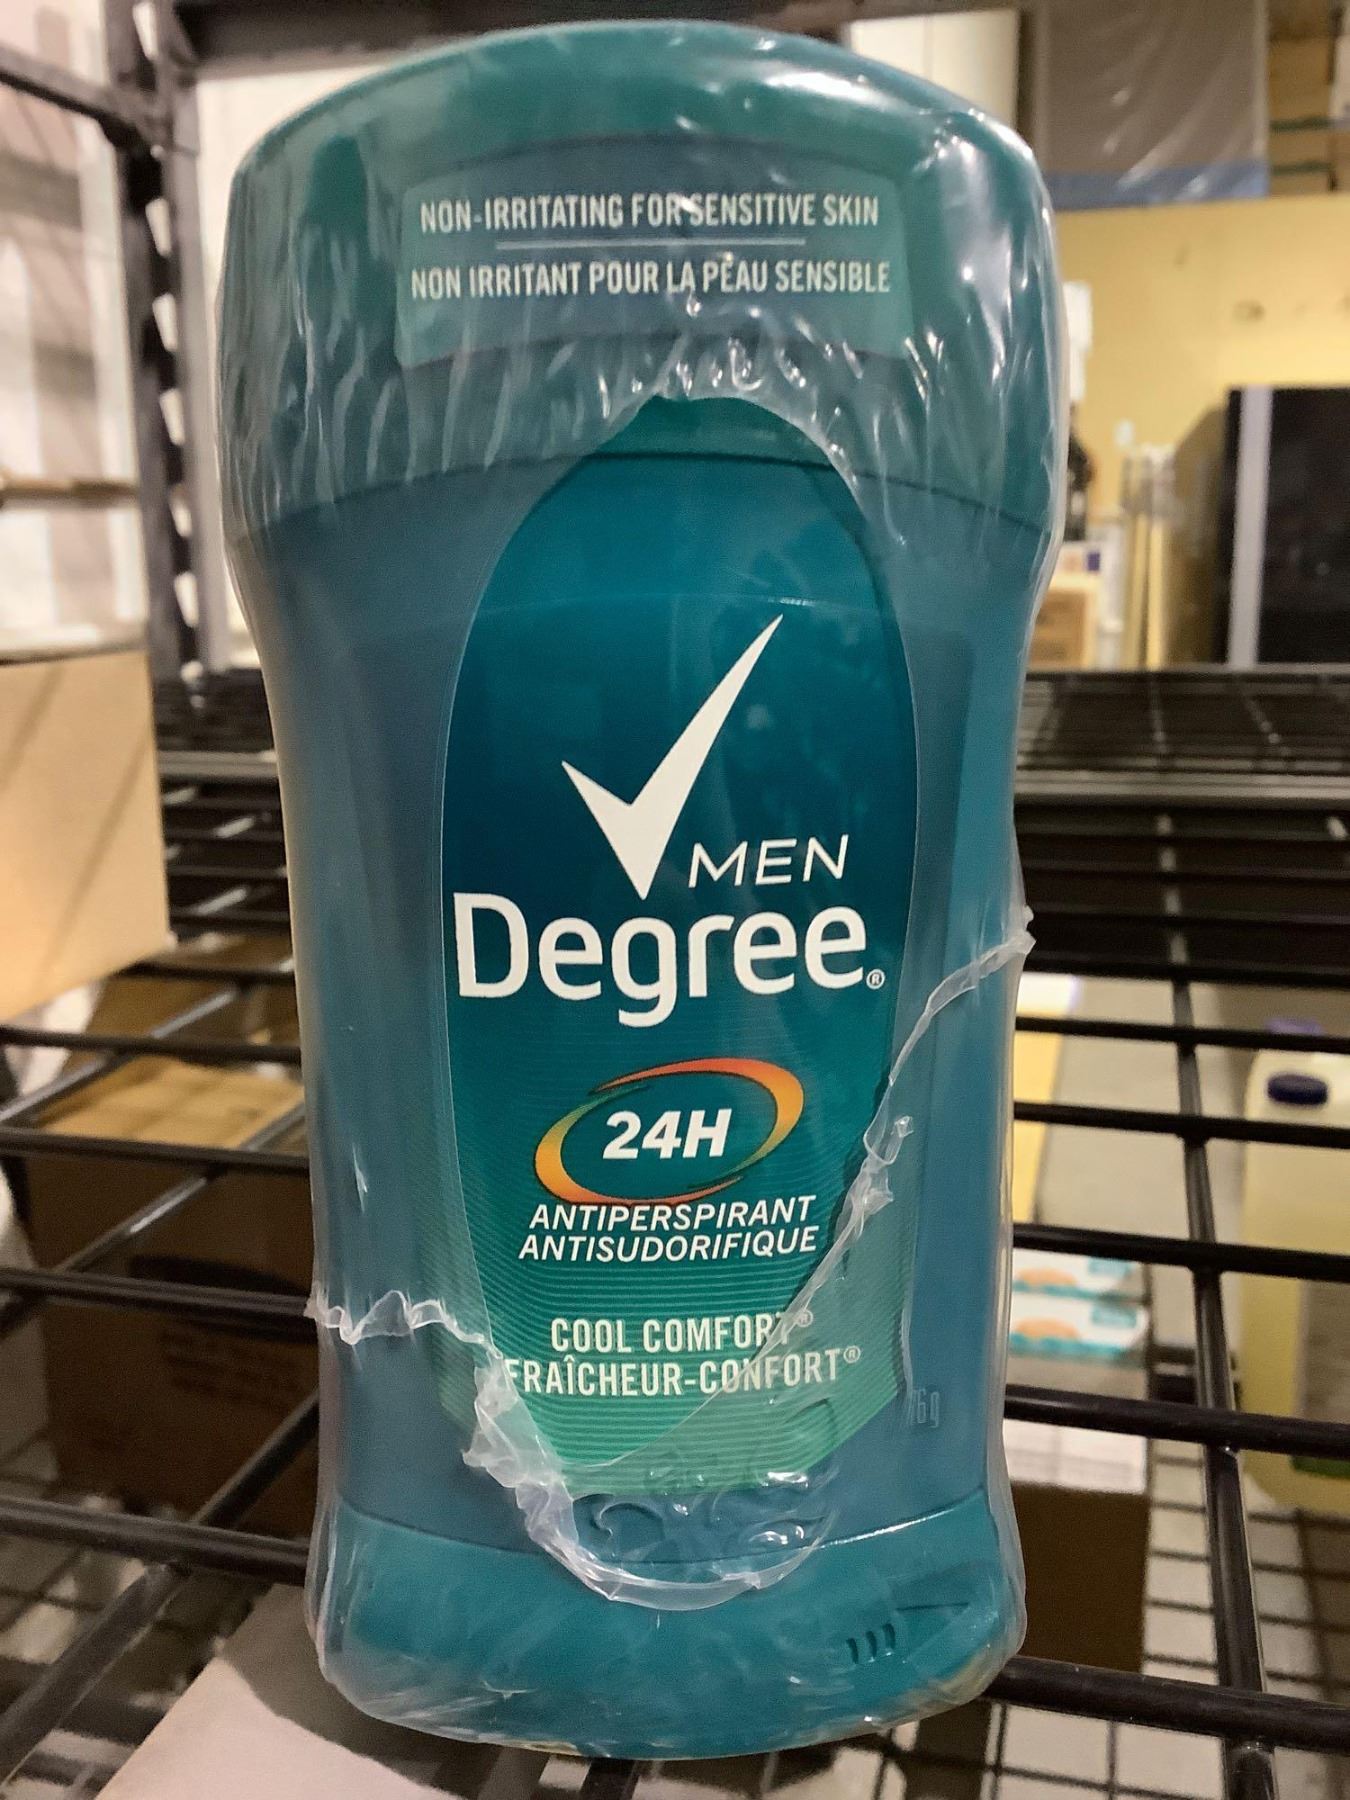 NON-IRRITATING FOR SENSITIVE SKIN
NON IRRITANT POUR LA PEAU SENSIBLE
MEN
Degree®
24H
ANTIPERSPIRANT
ANTISUDORIFIQUE
COOL COMFORT®
FRAÎCHEUR-CONFORT®
76g